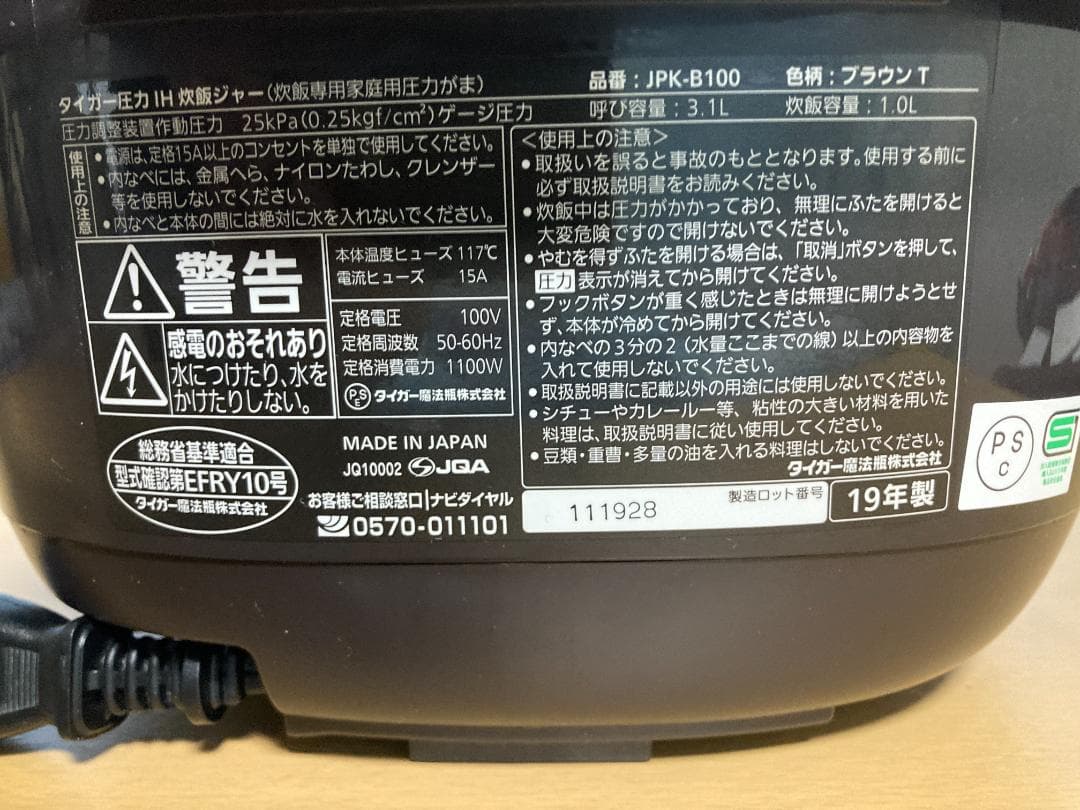 タイガー圧力IH炊飯ジャー(炊飯専用家庭用圧力がま)
品番：JPK-B100 色柄：ブラウンT
圧力調整装置作動圧力 25kPa(0.25kgf/cm²)ゲージ圧力
呼び容量：3.1L 炊飯容量：1.0L
使用上の注意
●電源は、定格15A以上のコンセントを単独で使用してください。
●内なべには、金属へら、ナイロンたわし、クレンザー
等を使用しないでください。
●内なべと本体の間には絶対に水を入れないでください。
警告
感電のおそれあり
水につけたり、水を
かけたりしない。
本体温度ヒューズ 117℃
電流ヒューズ 15A
定格電圧 100V
定格周波数 50-60Hz
定格消費電力 1100W
PSE タイガー魔法瓶株式会社
総務省基準適合
型式確認第EFRY10号
タイガー魔法瓶株式会社
MADE IN JAPAN
JQ10002 JQA
お客様ご相談窓口|ナビダイヤル
0570-011101
<使用上の注意>
●取扱いを誤ると事故のもととなります。使用する前に
必ず取扱説明書をお読みください。
●炊飯中は圧力がかかっており、無理にふたを開けると
大変危険ですので開けないでください。
●やむを得ずふたを開ける場合は、「取消」ボタンを押して、
圧力表示が消えてから開けてください。
●フックボタンが重く感じたときは無理に開けようとせ
ず、本体が冷めてから開けてください。
●内なべの3分の2(水量ここまでの線)以上の内容物を
入れて使用しないでください。
●取扱説明書に記載以外の用途には使用しないでください。
●シチューやカレールー等、粘性の大きい材料を用いた
料理は、取扱説明書に従い使用してください。
●豆類・重曹・多量の油を入れる料理はしないでください。
タイガー魔法瓶株式会社
製造ロット番号
111928
19年製
PS
C
S